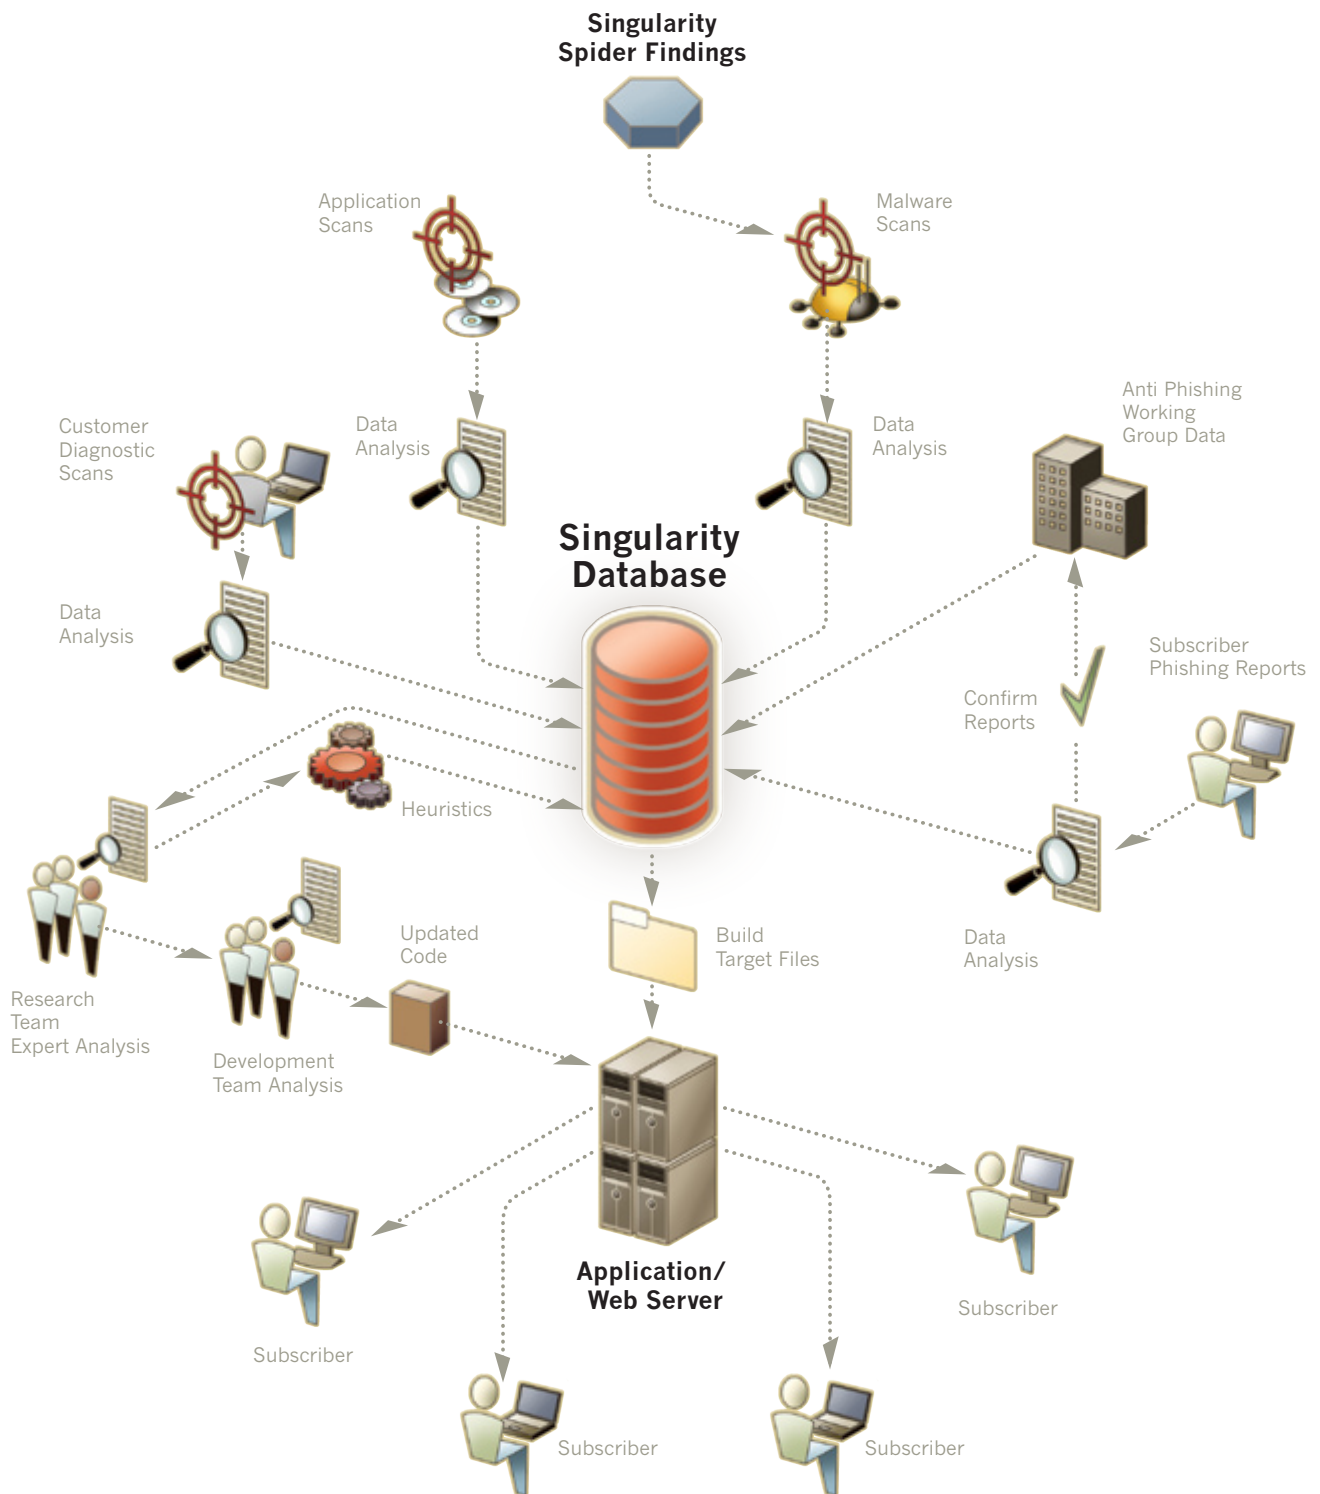 Singularity
Spider Findings
Application
Scans
Malware
Scans
Customer
Diagnostic
Scans
Data
Analysis
Data
Analysis
Anti Phishing
Working
Group Data
Singularity
Database
Data
Analysis
Subscriber
Phishing Reports
Confirm
Reports
Heuristics
Updated
Code
Build
Target Files
Data
Analysis
Research
Team
Expert Analysis
Development
Team Analysis
Application/
Web Server
Subscriber
Subscriber
Subscriber
Subscriber